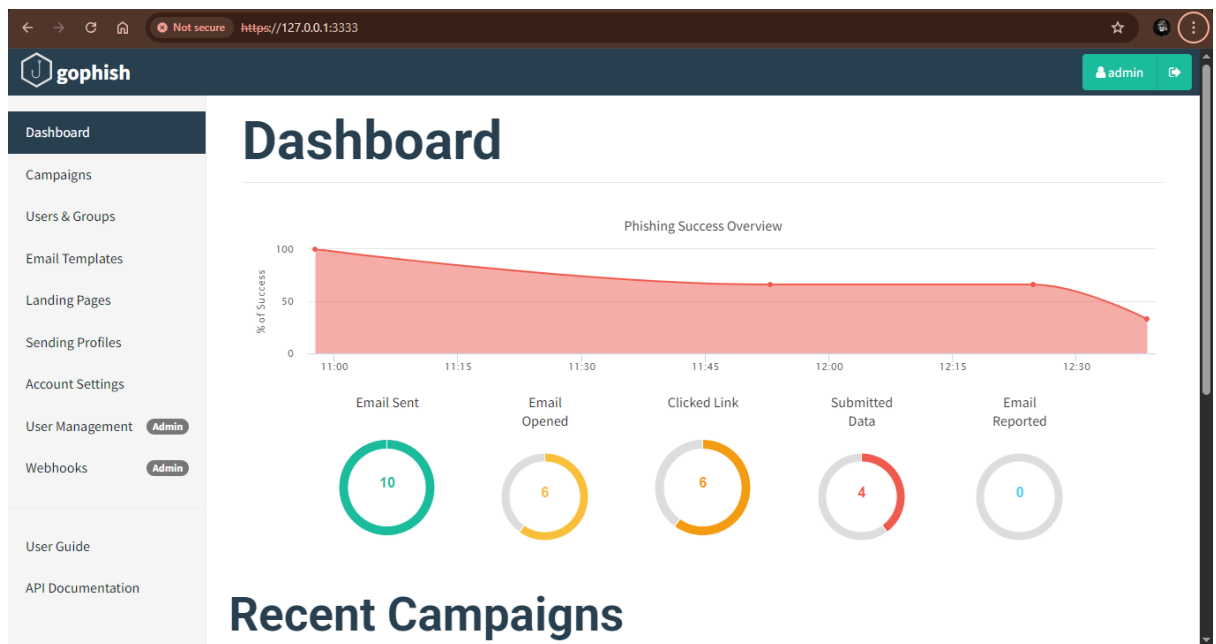 Not secure https://127.0.0.1:3333
gophish
admin
Dashboard
Campaigns
Users & Groups
Email Templates
Landing Pages
Sending Profiles
Account Settings
User Management Admin
Webhooks Admin
User Guide
API Documentation
Dashboard
Phishing Success Overview
% of Success
100
50
0
11:00 11:15 11:30 11:45 12:00 12:15 12:30
Email Sent
10
Email
Opened
6
Clicked Link
6
Submitted
Data
4
Email
Reported
0
Recent Campaigns